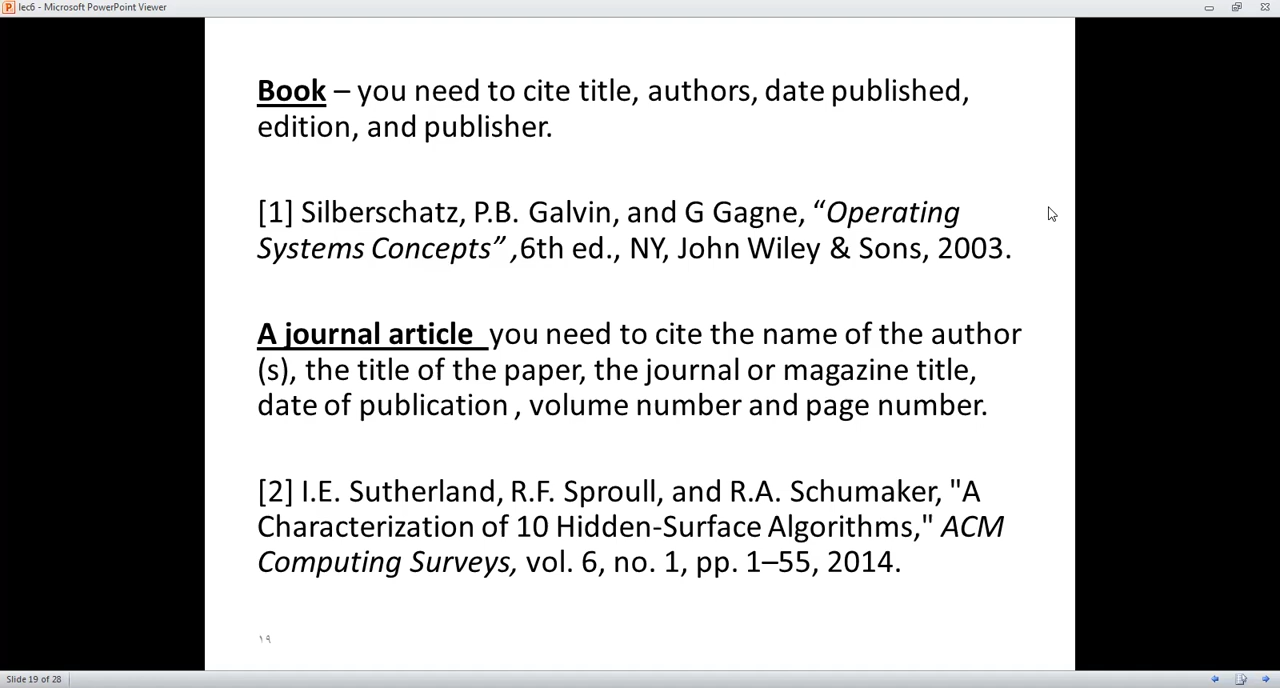 lec6 - Microsoft PowerPoint Viewer
Book – you need to cite title, authors, date published,
edition, and publisher.
[1] Silberschatz, P.B. Galvin, and G Gagne, “Operating
Systems Concepts” ,6th ed., NY, John Wiley & Sons, 2003.
A journal article you need to cite the name of the author
(s), the title of the paper, the journal or magazine title,
date of publication , volume number and page number.
[2] I.E. Sutherland, R.F. Sproull, and R.A. Schumaker, "A
Characterization of 10 Hidden-Surface Algorithms," ACM
Computing Surveys, vol. 6, no. 1, pp. 1–55, 2014.
١٩
Slide 19 of 28